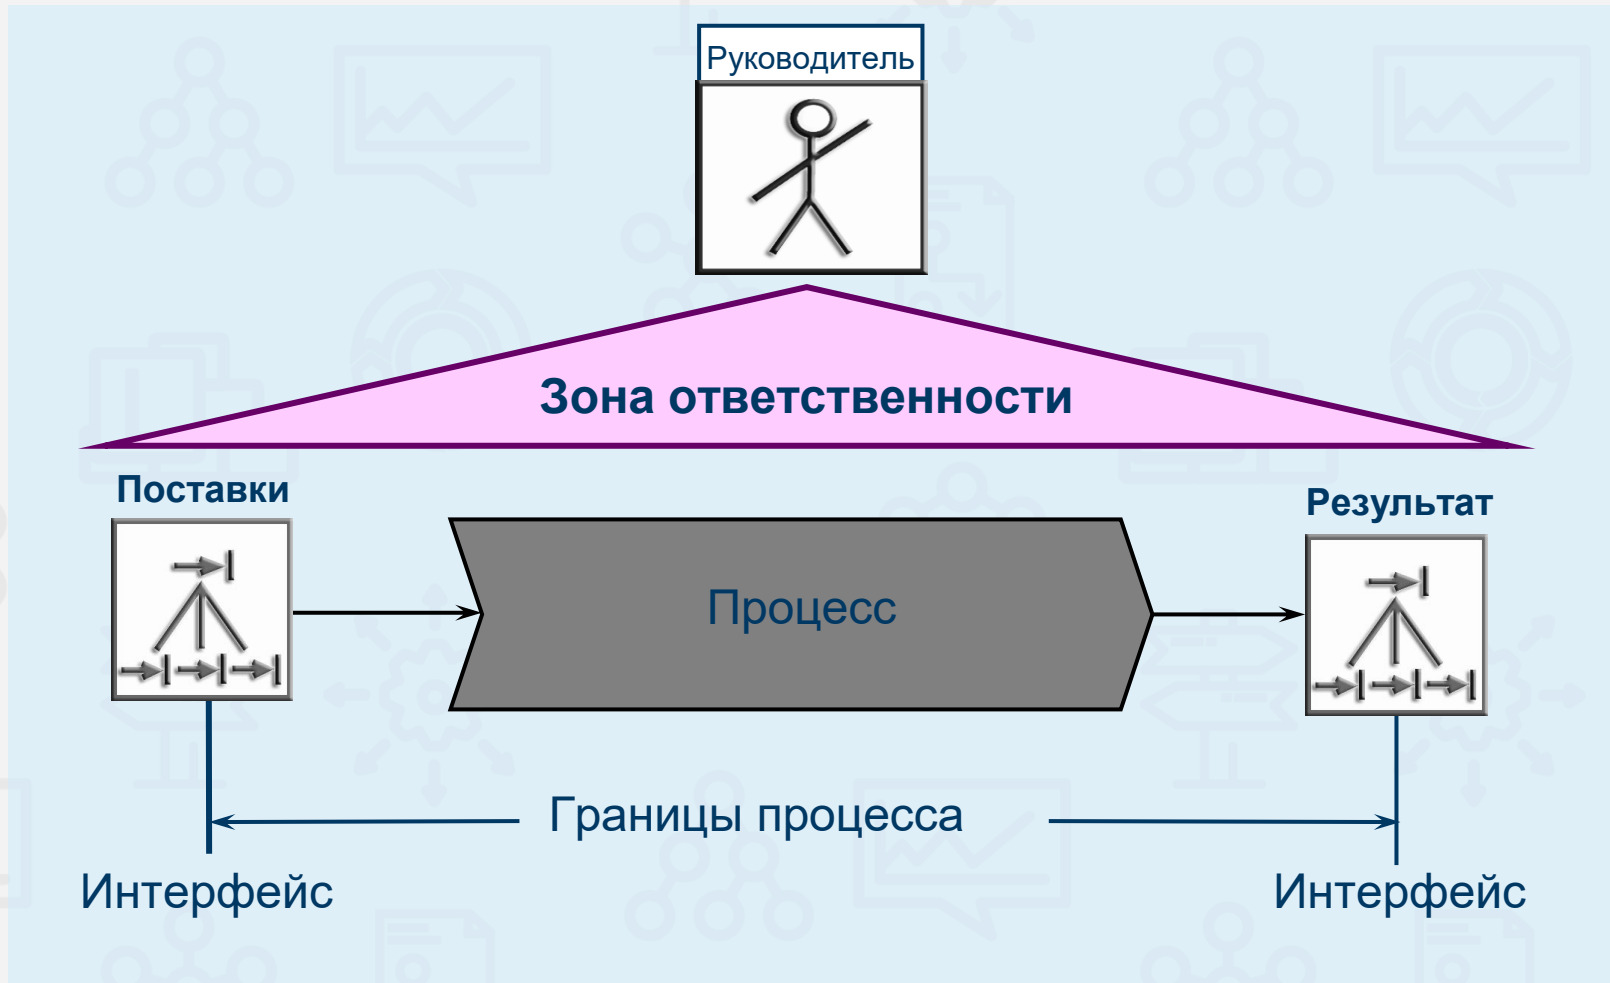 Руководитель
Зона ответственности
Поставки
Результат
Процесс
Границы процесса
Интерфейс
Интерфейс